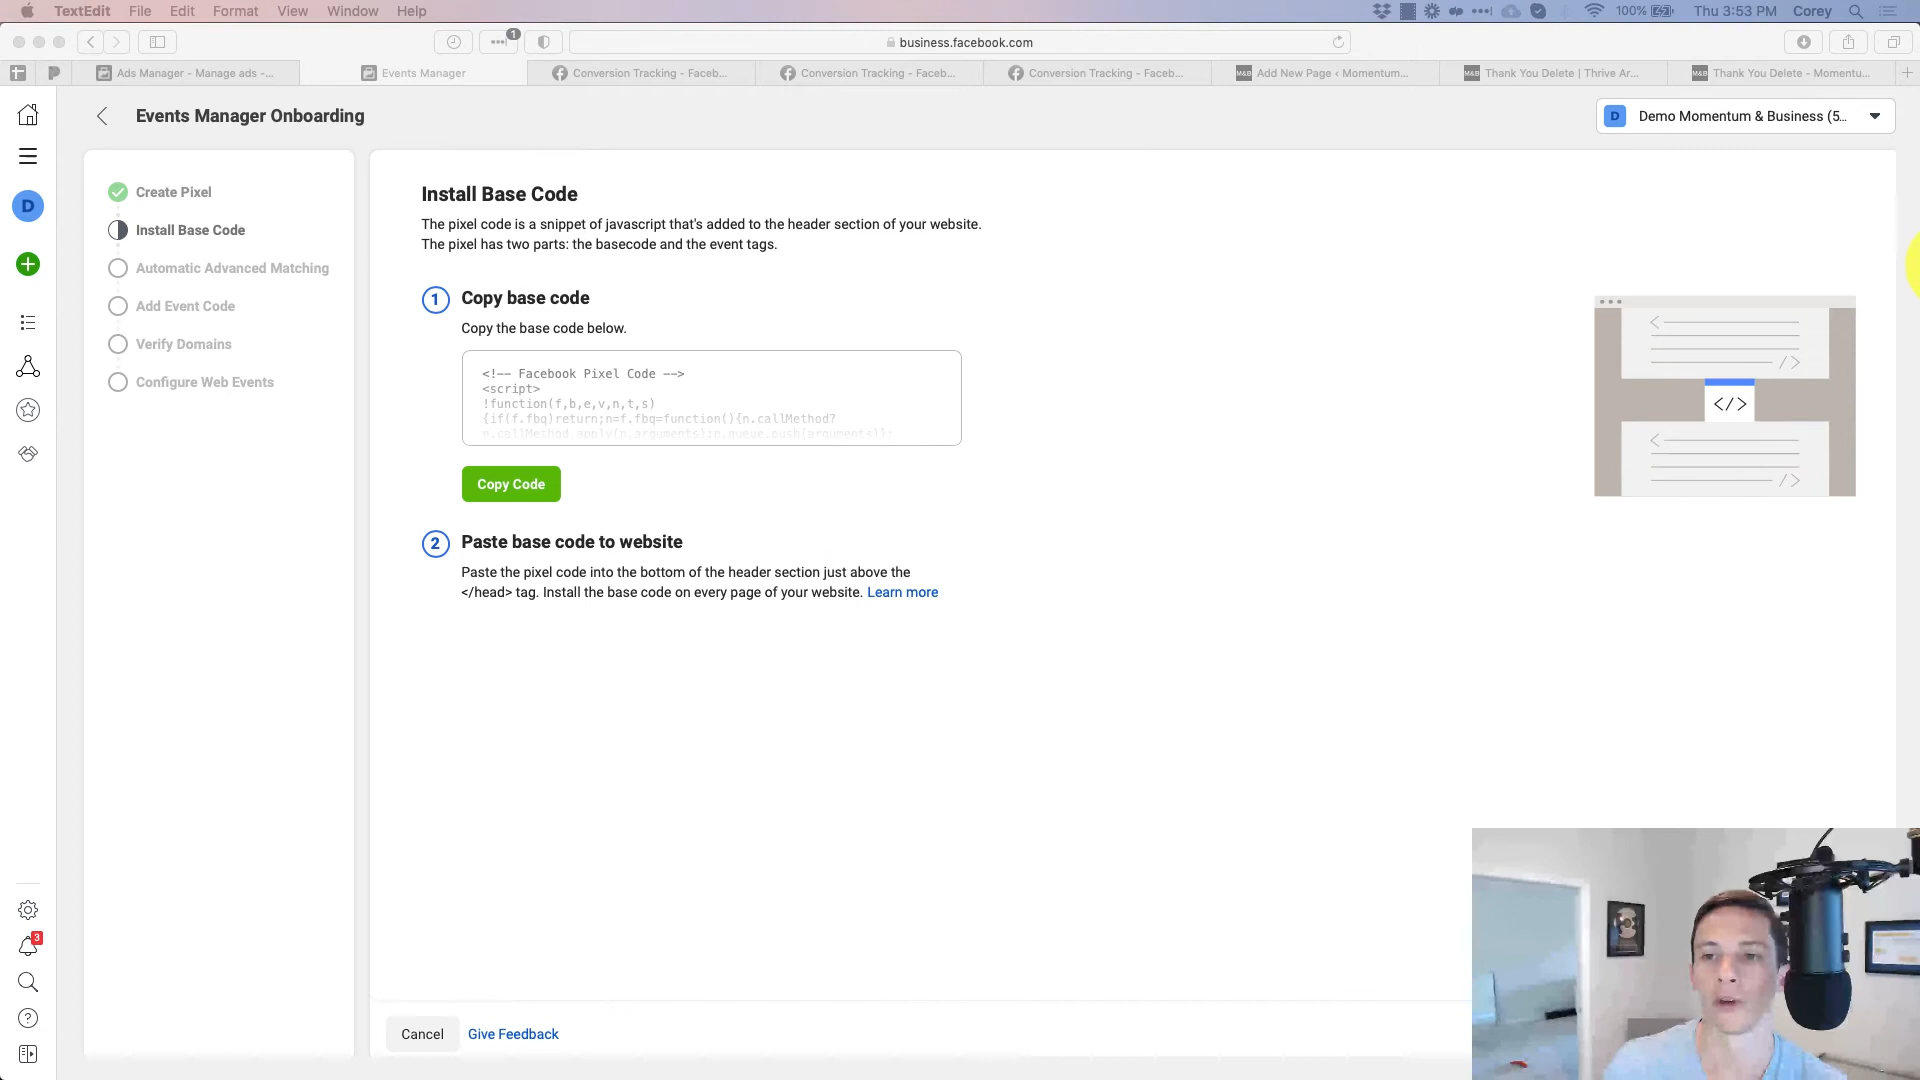 TextEdit File Edit Format View Window Help
100% Thu 3:53 PM Corey
1
business.facebook.com
Ads Manager - Manage ads -...
Events Manager
Conversion Tracking - Faceb...
Conversion Tracking - Faceb...
Conversion Tracking - Faceb...
M&B Add New Page ‹ Momentum...
M&B Thank You Delete | Thrive Ar...
M&B Thank You Delete - Momentu...
Events Manager Onboarding
D Demo Momentum & Business (5...
D
Create Pixel
Install Base Code
Automatic Advanced Matching
Add Event Code
Verify Domains
Configure Web Events
Install Base Code
The pixel code is a snippet of javascript that's added to the header section of your website.
The pixel has two parts: the basecode and the event tags.
1 Copy base code
Copy the base code below.
<!-- Facebook Pixel Code -->
<script>
!function(f,b,e,v,n,t,s)
{if(f.fbq)return;n=f.fbq=function(){n.callMethod?
n.callMethod.apply(n,arguments):n.queue.push(arguments)};
Copy Code
2 Paste base code to website
Paste the pixel code into the bottom of the header section just above the
</head> tag. Install the base code on every page of your website. Learn more
</>
3
Cancel
Give Feedback